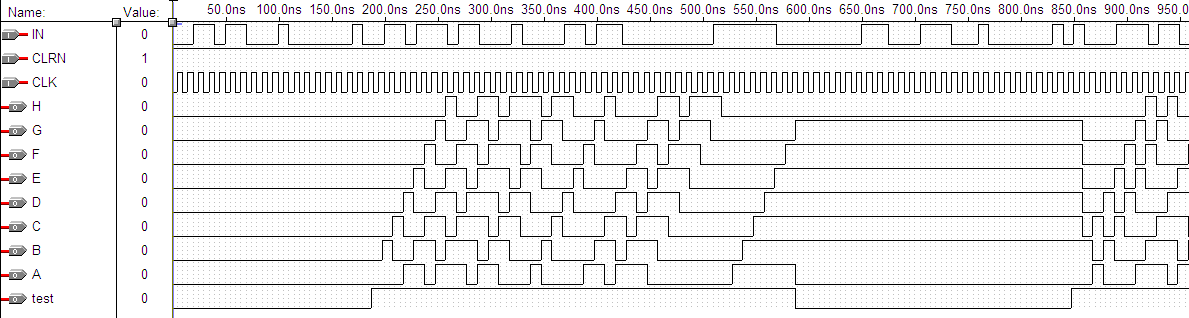 Name: Value: 50.0ns 100.0ns 150.0ns 200.0ns 250.0ns 300.0ns 350.0ns 400.0ns 450.0ns 500.0ns 550.0ns 600.0ns 650.0ns 700.0ns 750.0ns 800.0ns 850.0ns 900.0ns 950.0
IN 0
CLRN 1
CLK 0
H 0
G 0
F 0
E 0
D 0
C 0
B 0
A 0
test 0